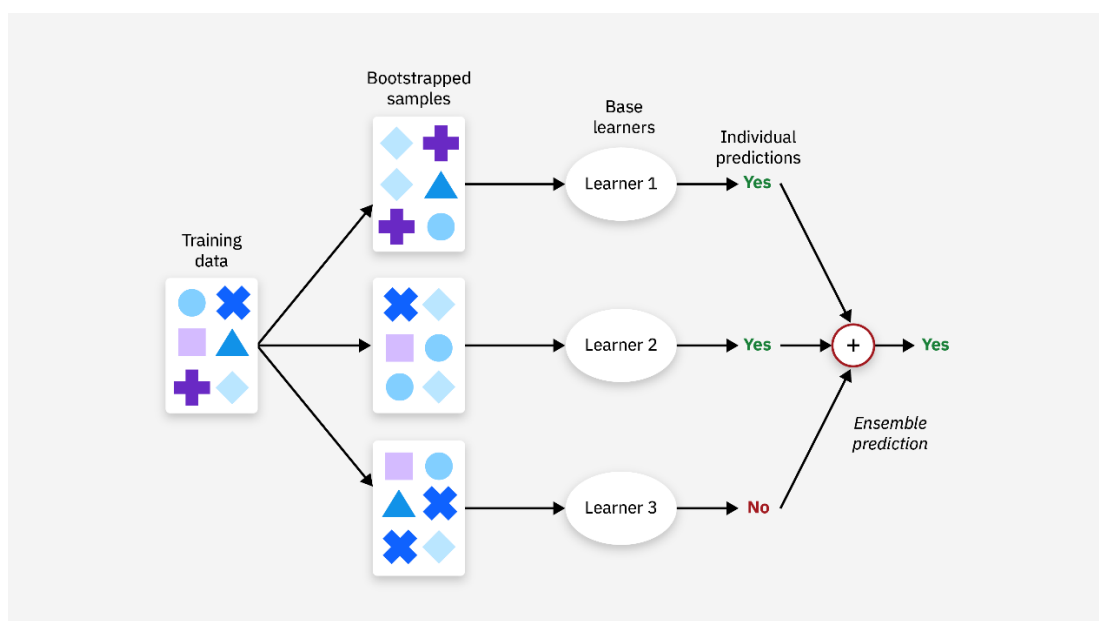 Bootstrapped
samples
Base
learners
Individual
predictions
Training
data
Learner 1
Yes
Learner 2
Yes
+
Yes
Ensemble
prediction
Learner 3
No